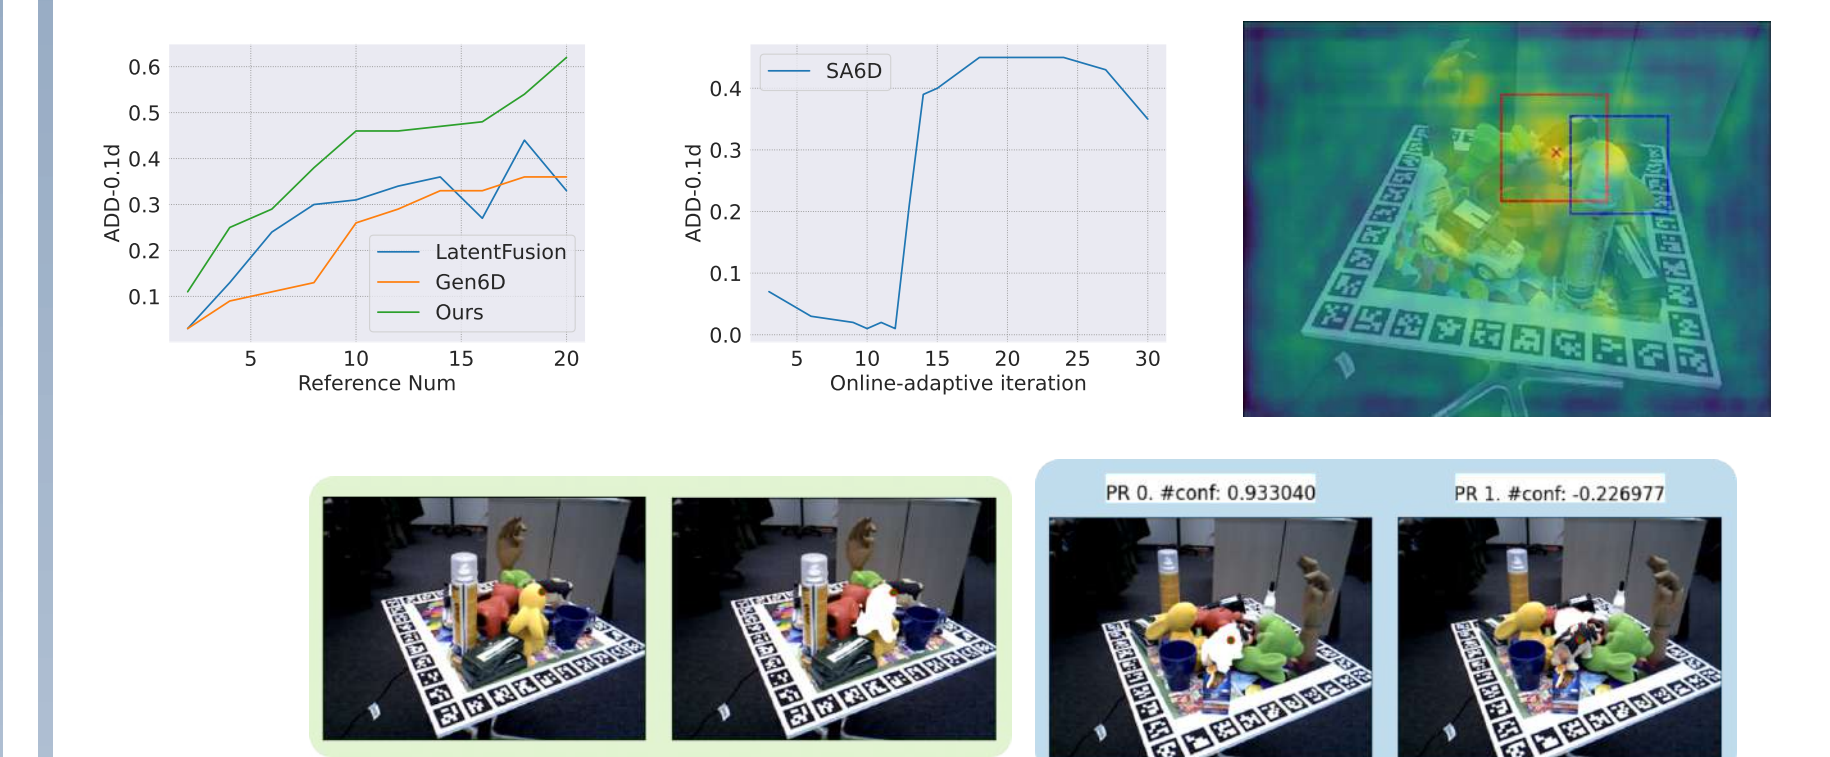 0.6
0.5
0.4
0.3
0.2
0.1
ADD-0.1d
LatentFusion
Gen6D
Ours
5 10 15 20
Reference Num
SA6D
0.4
0.3
0.2
0.1
0.0
ADD-0.1d
5 10 15 20 25 30
Online-adaptive iteration
PR 0. #conf: 0.933040
PR 1. #conf: -0.226977